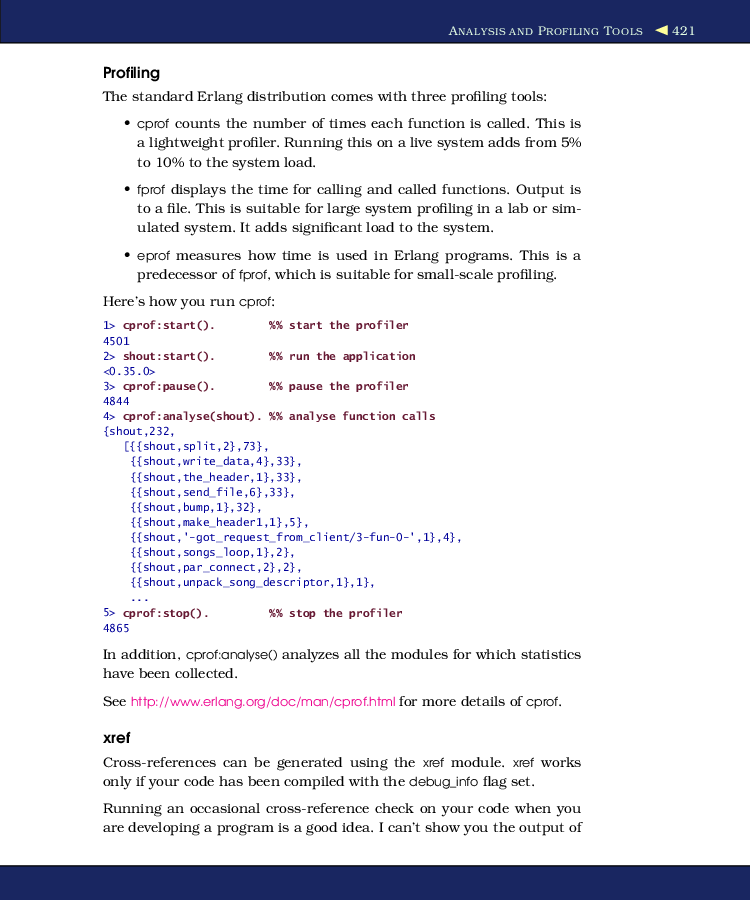 ANALYSIS AND PROFILING TOOLS ◀ 421
Profiling
The standard Erlang distribution comes with three profiling tools:
• cprof counts the number of times each function is called. This is
a lightweight profiler. Running this on a live system adds from 5%
to 10% to the system load.
• fprof displays the time for calling and called functions. Output is
to a file. This is suitable for large system profiling in a lab or sim-
ulated system. It adds significant load to the system.
• eprof measures how time is used in Erlang programs. This is a
predecessor of fprof, which is suitable for small-scale profiling.
Here's how you run cprof:
1> cprof:start().        %% start the profiler
4501
2> shout:start().        %% run the application
<0.35.0>
3> cprof:pause().        %% pause the profiler
4844
4> cprof:analyse(shout). %% analyse function calls
{shout,232,
   [{{shout,split,2},73},
    {{shout,write_data,4},33},
    {{shout,the_header,1},33},
    {{shout,send_file,6},33},
    {{shout,bump,1},32},
    {{shout,make_header1,1},5},
    {{shout,'-got_request_from_client/3-fun-0-',1},4},
    {{shout,songs_loop,1},2},
    {{shout,par_connect,2},2},
    {{shout,unpack_song_descriptor,1},1},
    ...
5> cprof:stop().         %% stop the profiler
4865
In addition, cprof:analyse() analyzes all the modules for which statistics
have been collected.
See http://www.erlang.org/doc/man/cprof.html for more details of cprof.
xref
Cross-references can be generated using the xref module. xref works
only if your code has been compiled with the debug_info flag set.
Running an occasional cross-reference check on your code when you
are developing a program is a good idea. I can't show you the output of